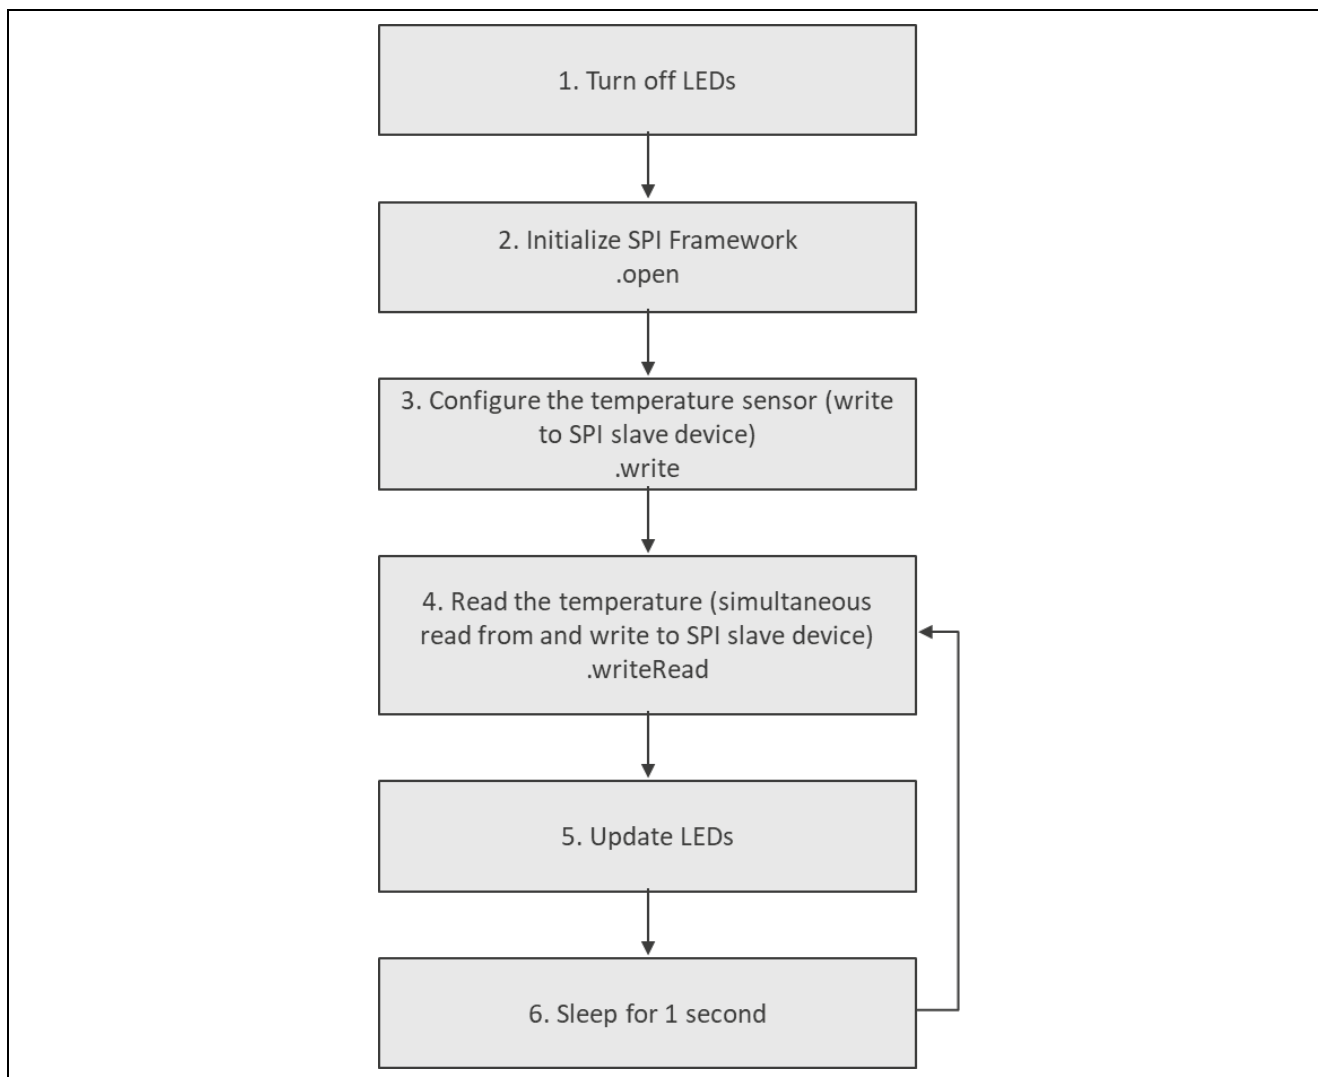 1. Turn off LEDs
2. Initialize SPI Framework
.open
3. Configure the temperature sensor (write
to SPI slave device)
.write
4. Read the temperature (simultaneous
read from and write to SPI slave device)
.writeRead
5. Update LEDs
6. Sleep for 1 second